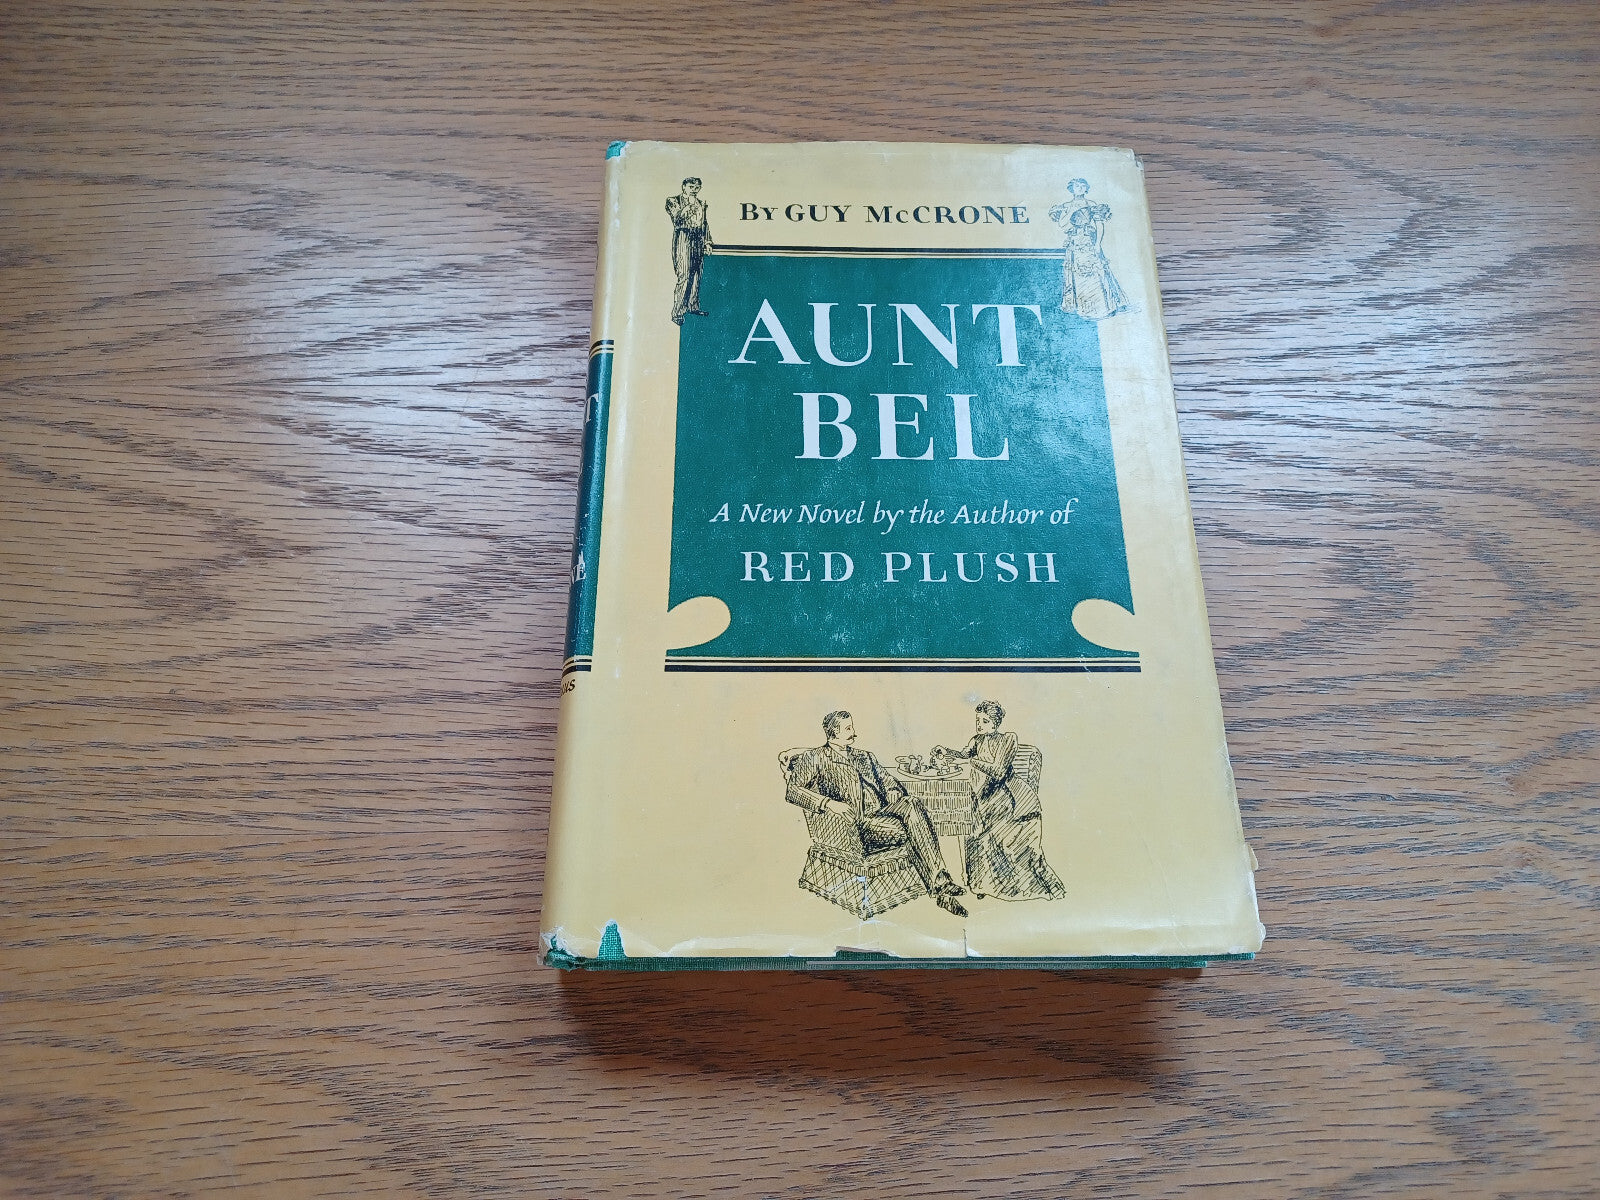 By GUY McCRONE
AUNT
BEL
A New Novel by the Author of
RED PLUSH